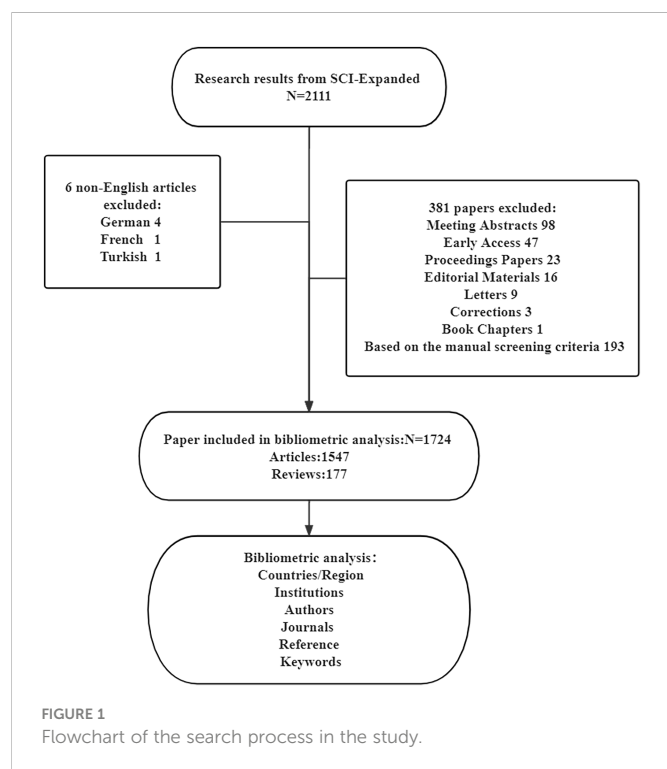 Research results from SCI-Expanded
N=2111
6 non-English articles
excluded:
German 4
French 1
Turkish 1
381 papers excluded:
Meeting Abstracts 98
Early Access 47
Proceedings Papers 23
Editorial Materials 16
Letters 9
Corrections 3
Book Chapters 1
Based on the manual screening criteria 193
Paper included in bibliometric analysis:N=1724
Articles:1547
Reviews:177
Bibliometric analysis：
Countries/Region
Institutions
Authors
Journals
Reference
Keywords
FIGURE 1
Flowchart of the search process in the study.